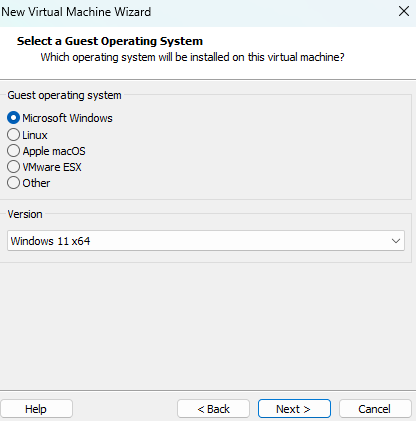 New Virtual Machine Wizard
Select a Guest Operating System
Which operating system will be installed on this virtual machine?
Guest operating system
Microsoft Windows
Linux
Apple macOS
VMware ESX
Other
Version
Windows 11 x64
Help
< Back
Next >
Cancel